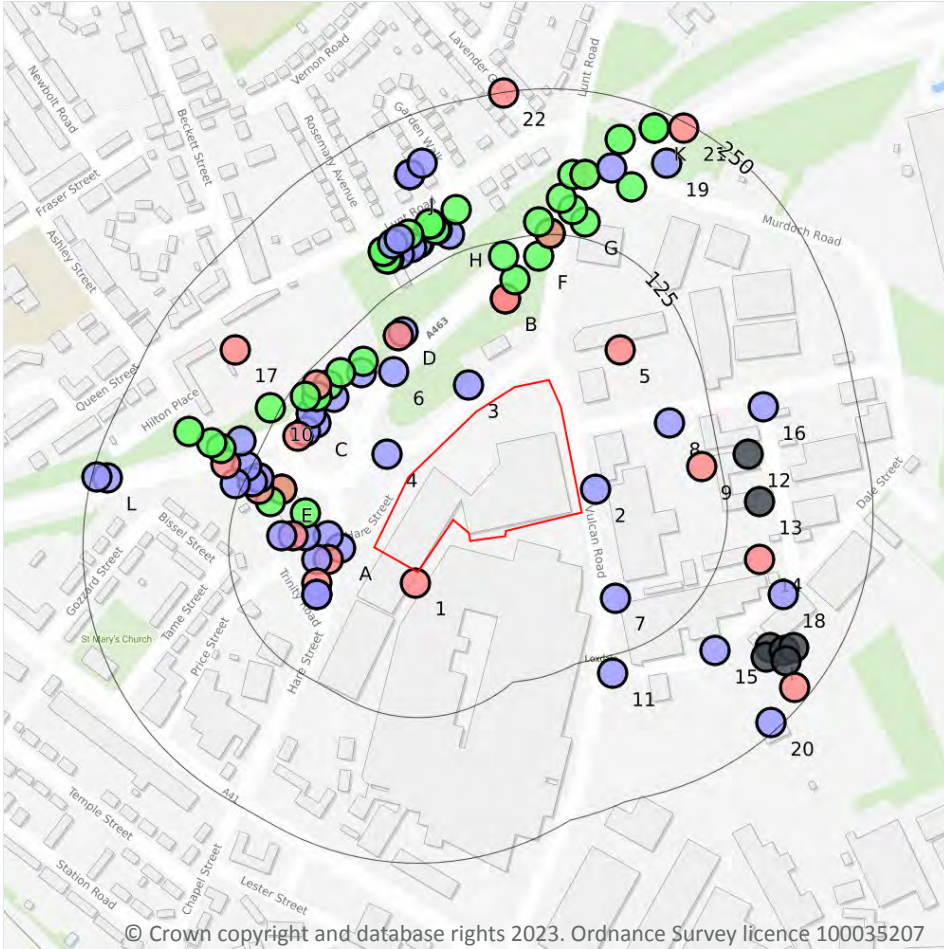 Lavender G
Lunt Road
Vernon Road
Newbolt Road
Beckett Street
Garden Walk
22
Rosemary Avenue
K
21
250
19
Fraser Street
Lunt Road
J
Murdoch Road
Ashley Street
H
G
F
125
B
A463
D
5
17
6
3
Queen Street
Hilton Place
16
10
C
8
4
9
12
Dale Street
L
E
Hare Street
2
Vulcan Road
13
Bissel Street
A
14
Gozzard Street
Tame Street
Trinity Road
1
7
18
St Mary's Church
Price Street
Hare Street
15
11
20
A41
Temple Street
Chapel Street
Station Road
Lester Street
© Crown copyright and database rights 2023. Ordnance Survey licence 100035207